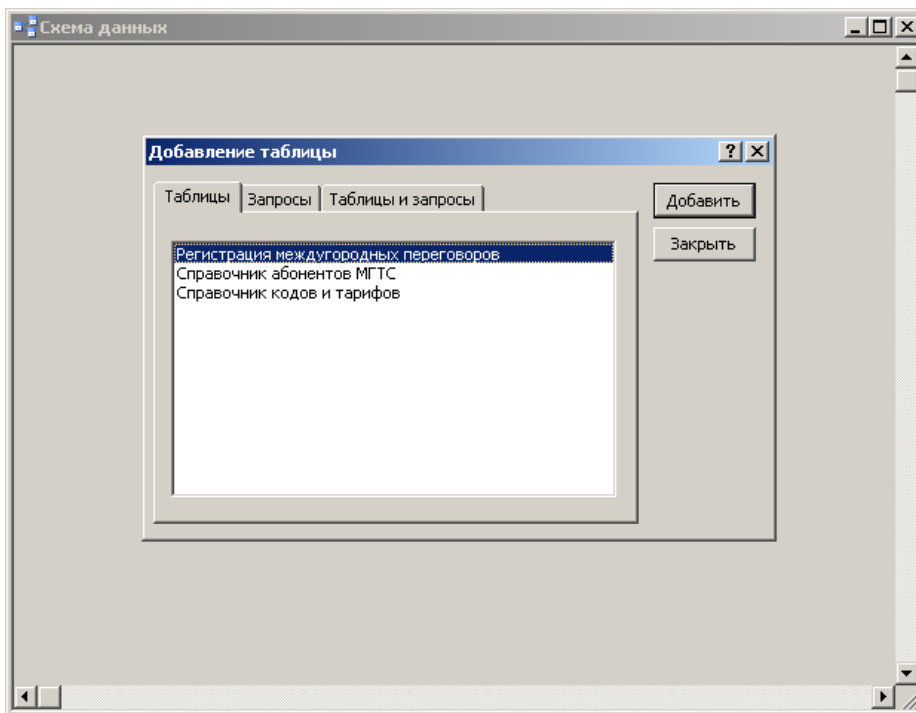 Схема данных
Добавление таблицы
Таблицы Запросы Таблицы и запросы
Добавить
Закрыть
Регистрация междугородных переговоров
Справочник абонентов МГТС
Справочник кодов и тарифов